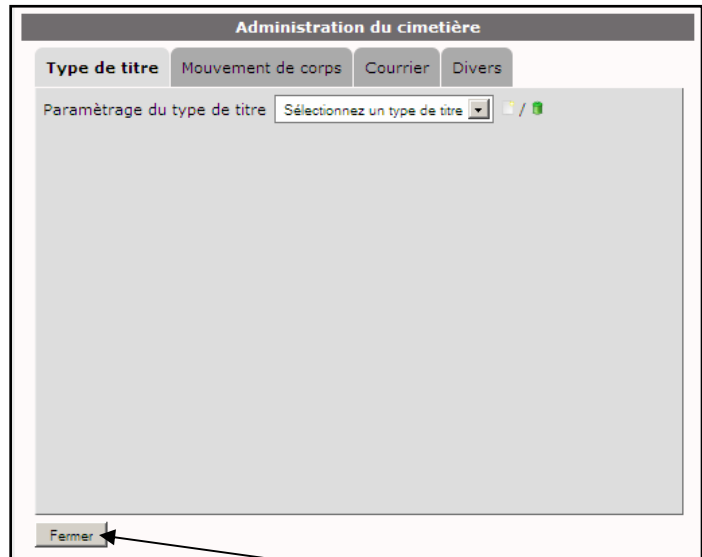 Administration du cimetière
Type de titre Mouvement de corps Courrier Divers
Paramètrage du type de titre Sélectionnez un type de titre /
Fermer